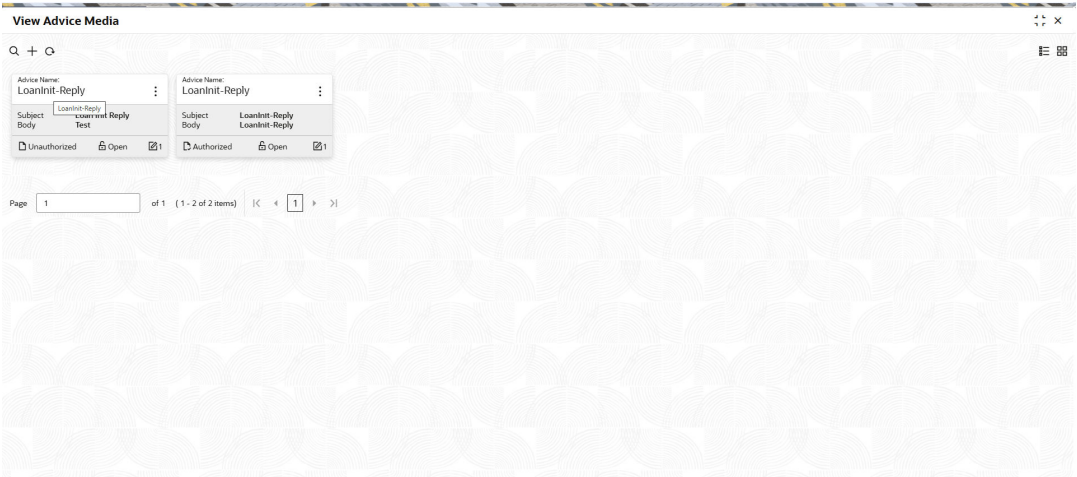 View Advice Media
Advice Name:
LoanInit-Reply
LoanInit-Reply
Subject Loan Init Reply
Body Test
Unauthorized Open 1
Advice Name:
LoanInit-Reply
Subject LoanInit-Reply
Body LoanInit-Reply
Authorized Open 1
Page 1 of 1 ( 1 - 2 of 2 items) 1